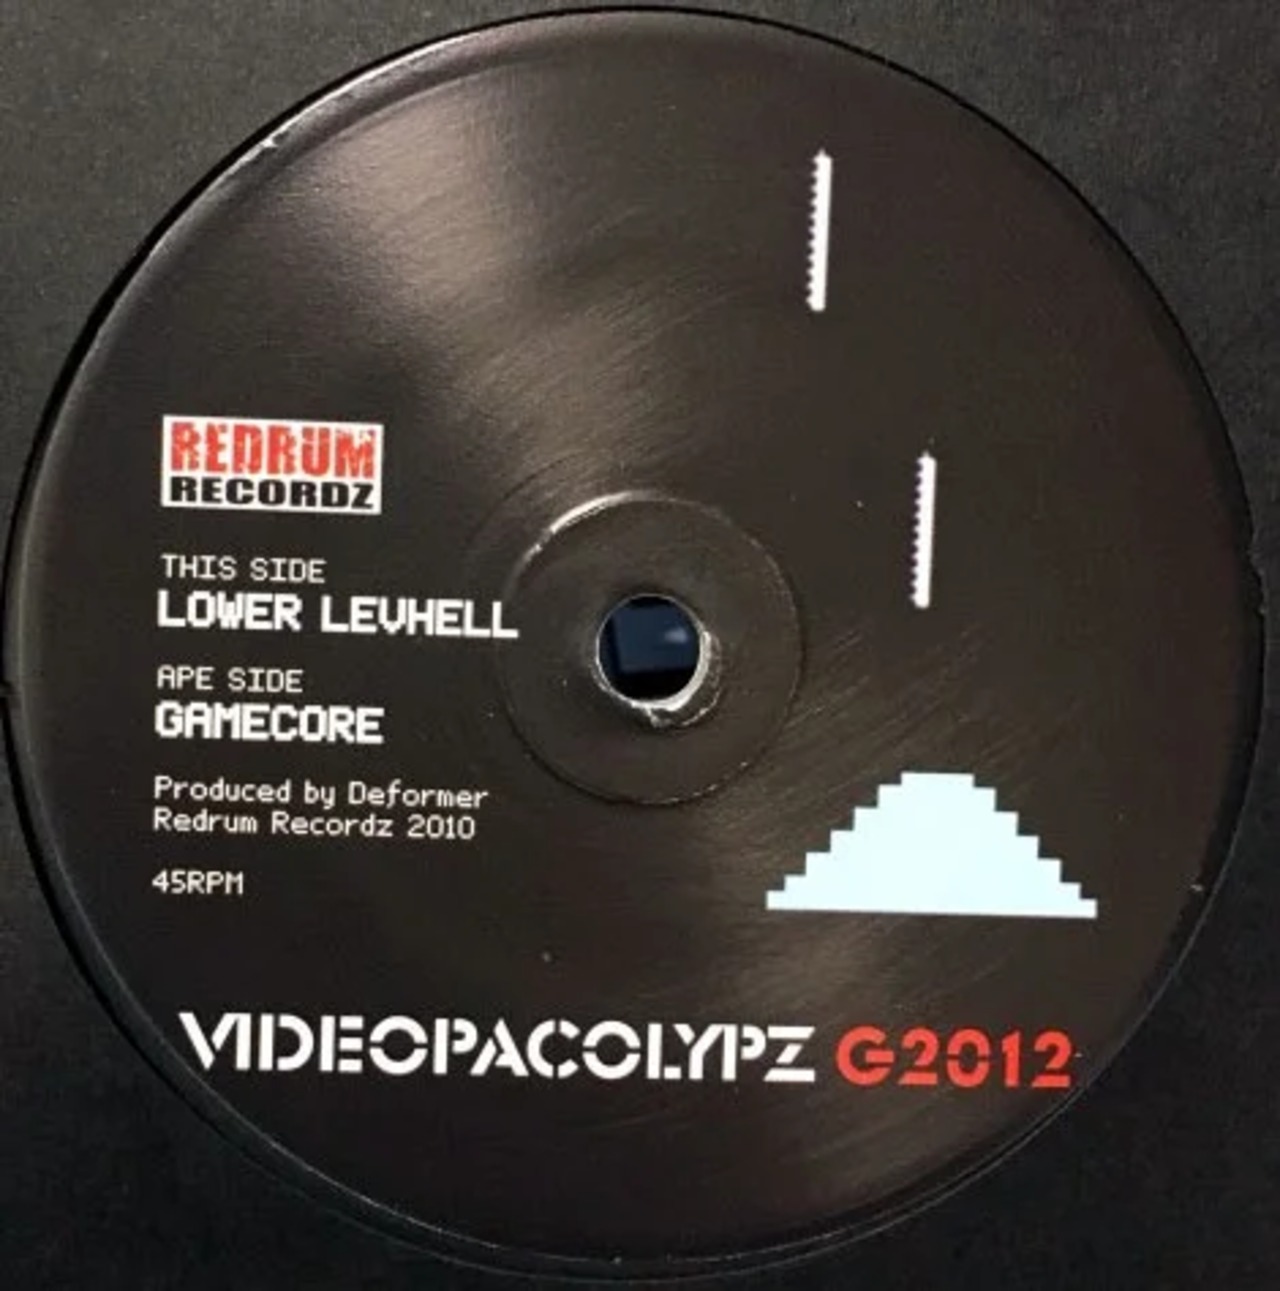 REDRUM
RECORDZ
THIS SIDE
LOWER LEVHELL
APE SIDE
GAMECORE
Produced by Deformer
Redrum Recordz 2010
45RPM
VIDEOPACOLYPZ G2012